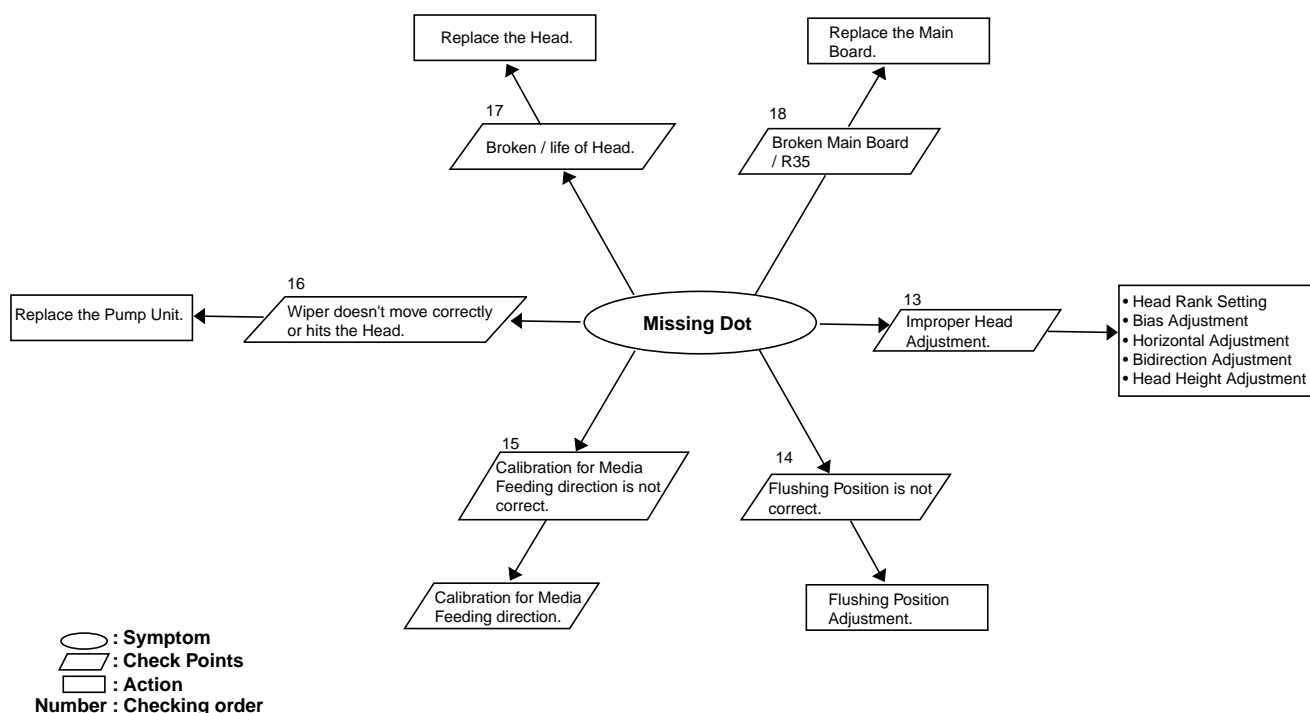 Replace the Head.
Replace the Main
Board.
17
Broken / life of Head.
18
Broken Main Board
/ R35
16
Wiper doesn't move correctly
or hits the Head.
Replace the Pump Unit.
Missing Dot
13
Improper Head
Adjustment.
• Head Rank Setting
• Bias Adjustment
• Horizontal Adjustment
• Bidirection Adjustment
• Head Height Adjustment
15
Calibration for Media
Feeding direction is not
correct.
14
Flushing Position is not
correct.
Calibration for Media
Feeding direction.
Flushing Position
Adjustment.
: Symptom
: Check Points
: Action
Number : Checking order